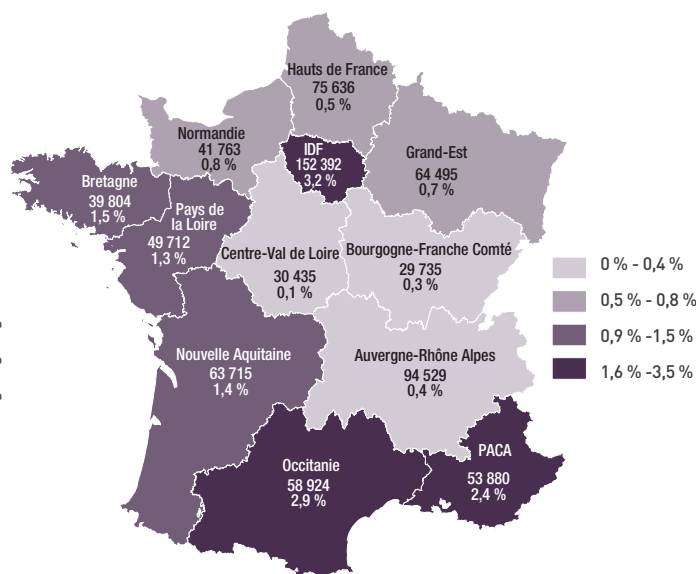 Hauts de France
75 636
0,5 %
Normandie
41 763
0,8 %
IDF
152 392
3,2 %
Grand-Est
64 495
0,7 %
Bretagne
39 804
1,5 %
Pays de
la Loire
49 712
1,3 %
Centre-Val de Loire
30 435
0,1 %
Bourgogne-Franche Comté
29 735
0,3 %
Nouvelle Aquitaine
63 715
1,4 %
Auvergne-Rhône Alpes
94 529
0,4 %
Occitanie
58 924
2,9 %
PACA
53 880
2,4 %
0 % - 0,4 %
0,5 % - 0,8 %
0,9 % -1,5 %
1,6 % -3,5 %